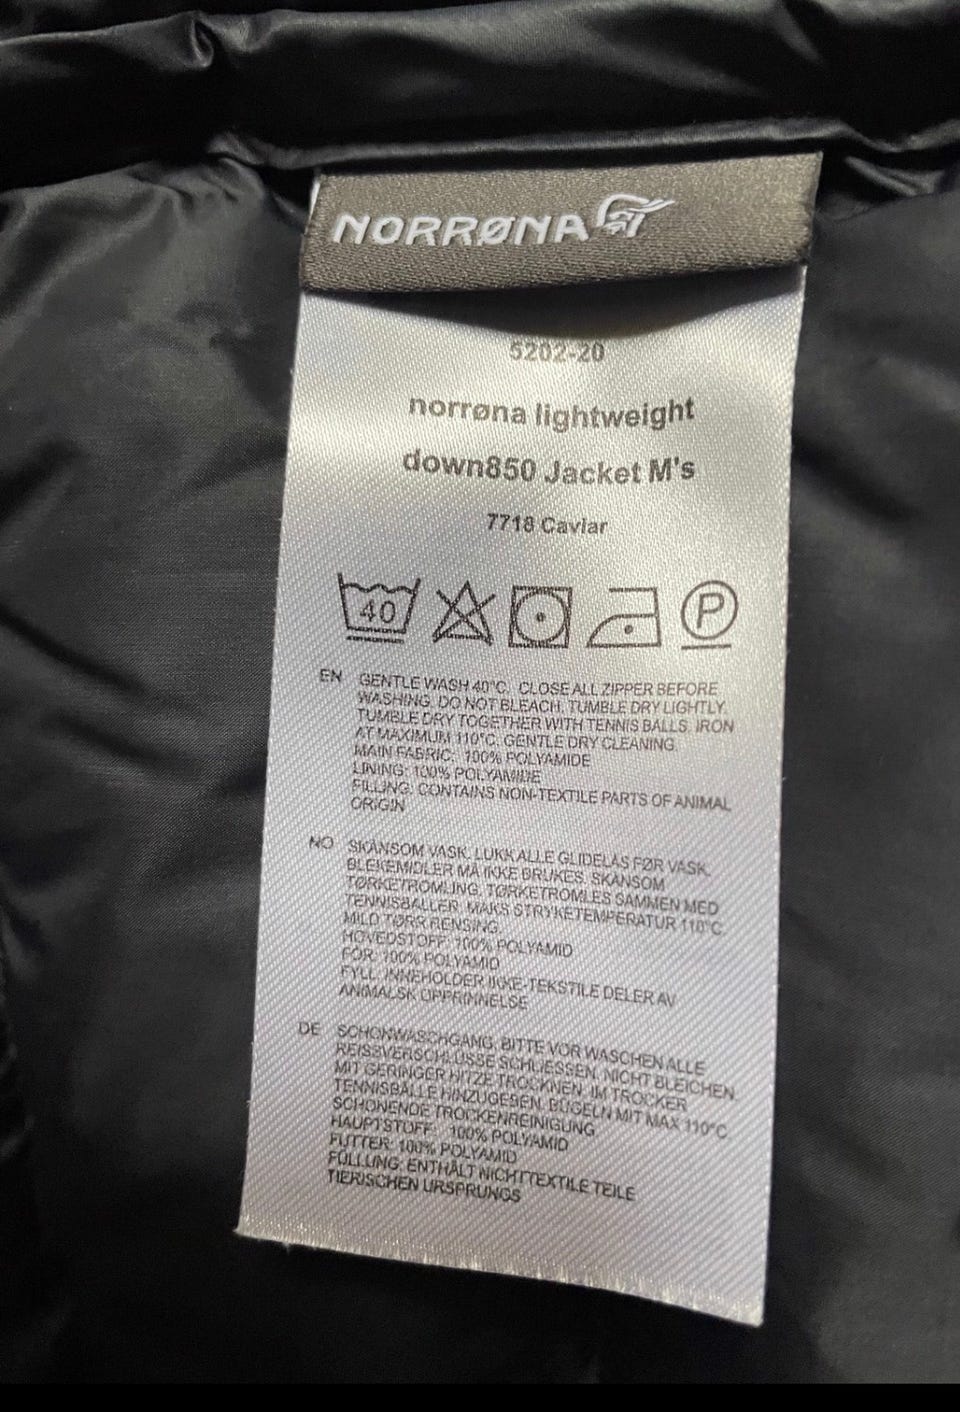 NORRØNA
5202-20
norrøna lightweight
down850 Jacket M's
7718 Caviar
40 P
EN GENTLE WASH 40°C. CLOSE ALL ZIPPER BEFORE
WASHING. DO NOT BLEACH. TUMBLE DRY LIGHTLY.
TUMBLE DRY TOGETHER WITH TENNIS BALLS. IRON
AT MAXIMUM 110°C. GENTLE DRY CLEANING.
MAIN FABRIC: 100% POLYAMIDE
LINING: 100% POLYAMIDE
FILLING: CONTAINS NON-TEXTILE PARTS OF ANIMAL
ORIGIN
NO SKÅNSOM VASK. LUKK ALLE GLIDELÅS FØR VASK.
BLEKEMIDLER MÅ IKKE BRUKES. SKÅNSOM
TØRKETROMLING. TØRKETROMLES SAMMEN MED
TENNISBALLER. MAKS STRYKETEMPERATUR 110°C.
MILD TØRR RENSING.
HOVEDSTOFF: 100% POLYAMID
FÔR: 100% POLYAMID
FYLL: INNEHOLDER IKKE-TEKSTILE DELER AV
ANIMALSK OPPRINNELSE
DE SCHONWASCHGANG, BITTE VOR WASCHEN ALLE
REISSVERSCHLÜSSE SCHLIESSEN. NICHT BLEICHEN.
MIT GERINGER HITZE TROCKNEN. IM TROCKER
TENNISBÄLLE HINZUGEBEN. BÜGELN MIT MAX 110°C.
SCHONENDE TROCKENREINIGUNG.
HAUPTSTOFF: 100% POLYAMID
FUTTER: 100% POLYAMID
FÜLLUNG: ENTHÄLT NICHTTEXTILE TEILE
TIERISCHEN URSPRUNGS